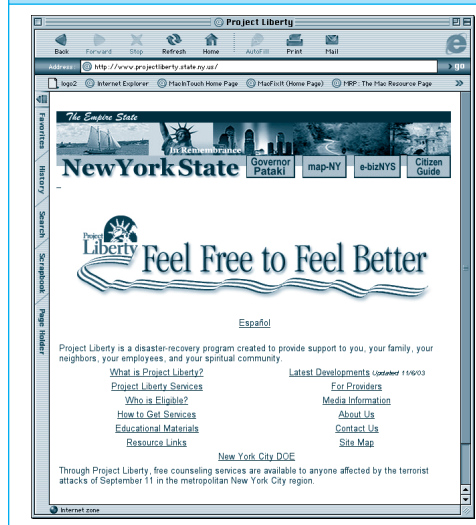 Project Liberty
Back Forward Stop Refresh Home AutoFill Print Mail
Address http://www.projectliberty.state.ny.us/ go
logo2 Internet Explorer MacInTouch Home Page MacFixIt (Home Page) MRP: The Mac Resource Page
Favorites
History
Search
Scrapbook
Page Holder
The Empire State
In Remembrance
NewYorkState
Governor Pataki
map-NY
e-bizNYS
Citizen Guide
Project Liberty
Feel Free to Feel Better
Español
Project Liberty is a disaster-recovery program created to provide support to you, your family, your
neighbors, your employees, and your spiritual community.
What is Project Liberty? Latest Developments Updated 11/6/03
Project Liberty Services For Providers
Who is Eligible? Media Information
How to Get Services About Us
Educational Materials Contact Us
Resource Links Site Map
New York City DOE
Through Project Liberty, free counseling services are available to anyone affected by the terrorist
attacks of September 11 in the metropolitan New York City region.
Internet zone